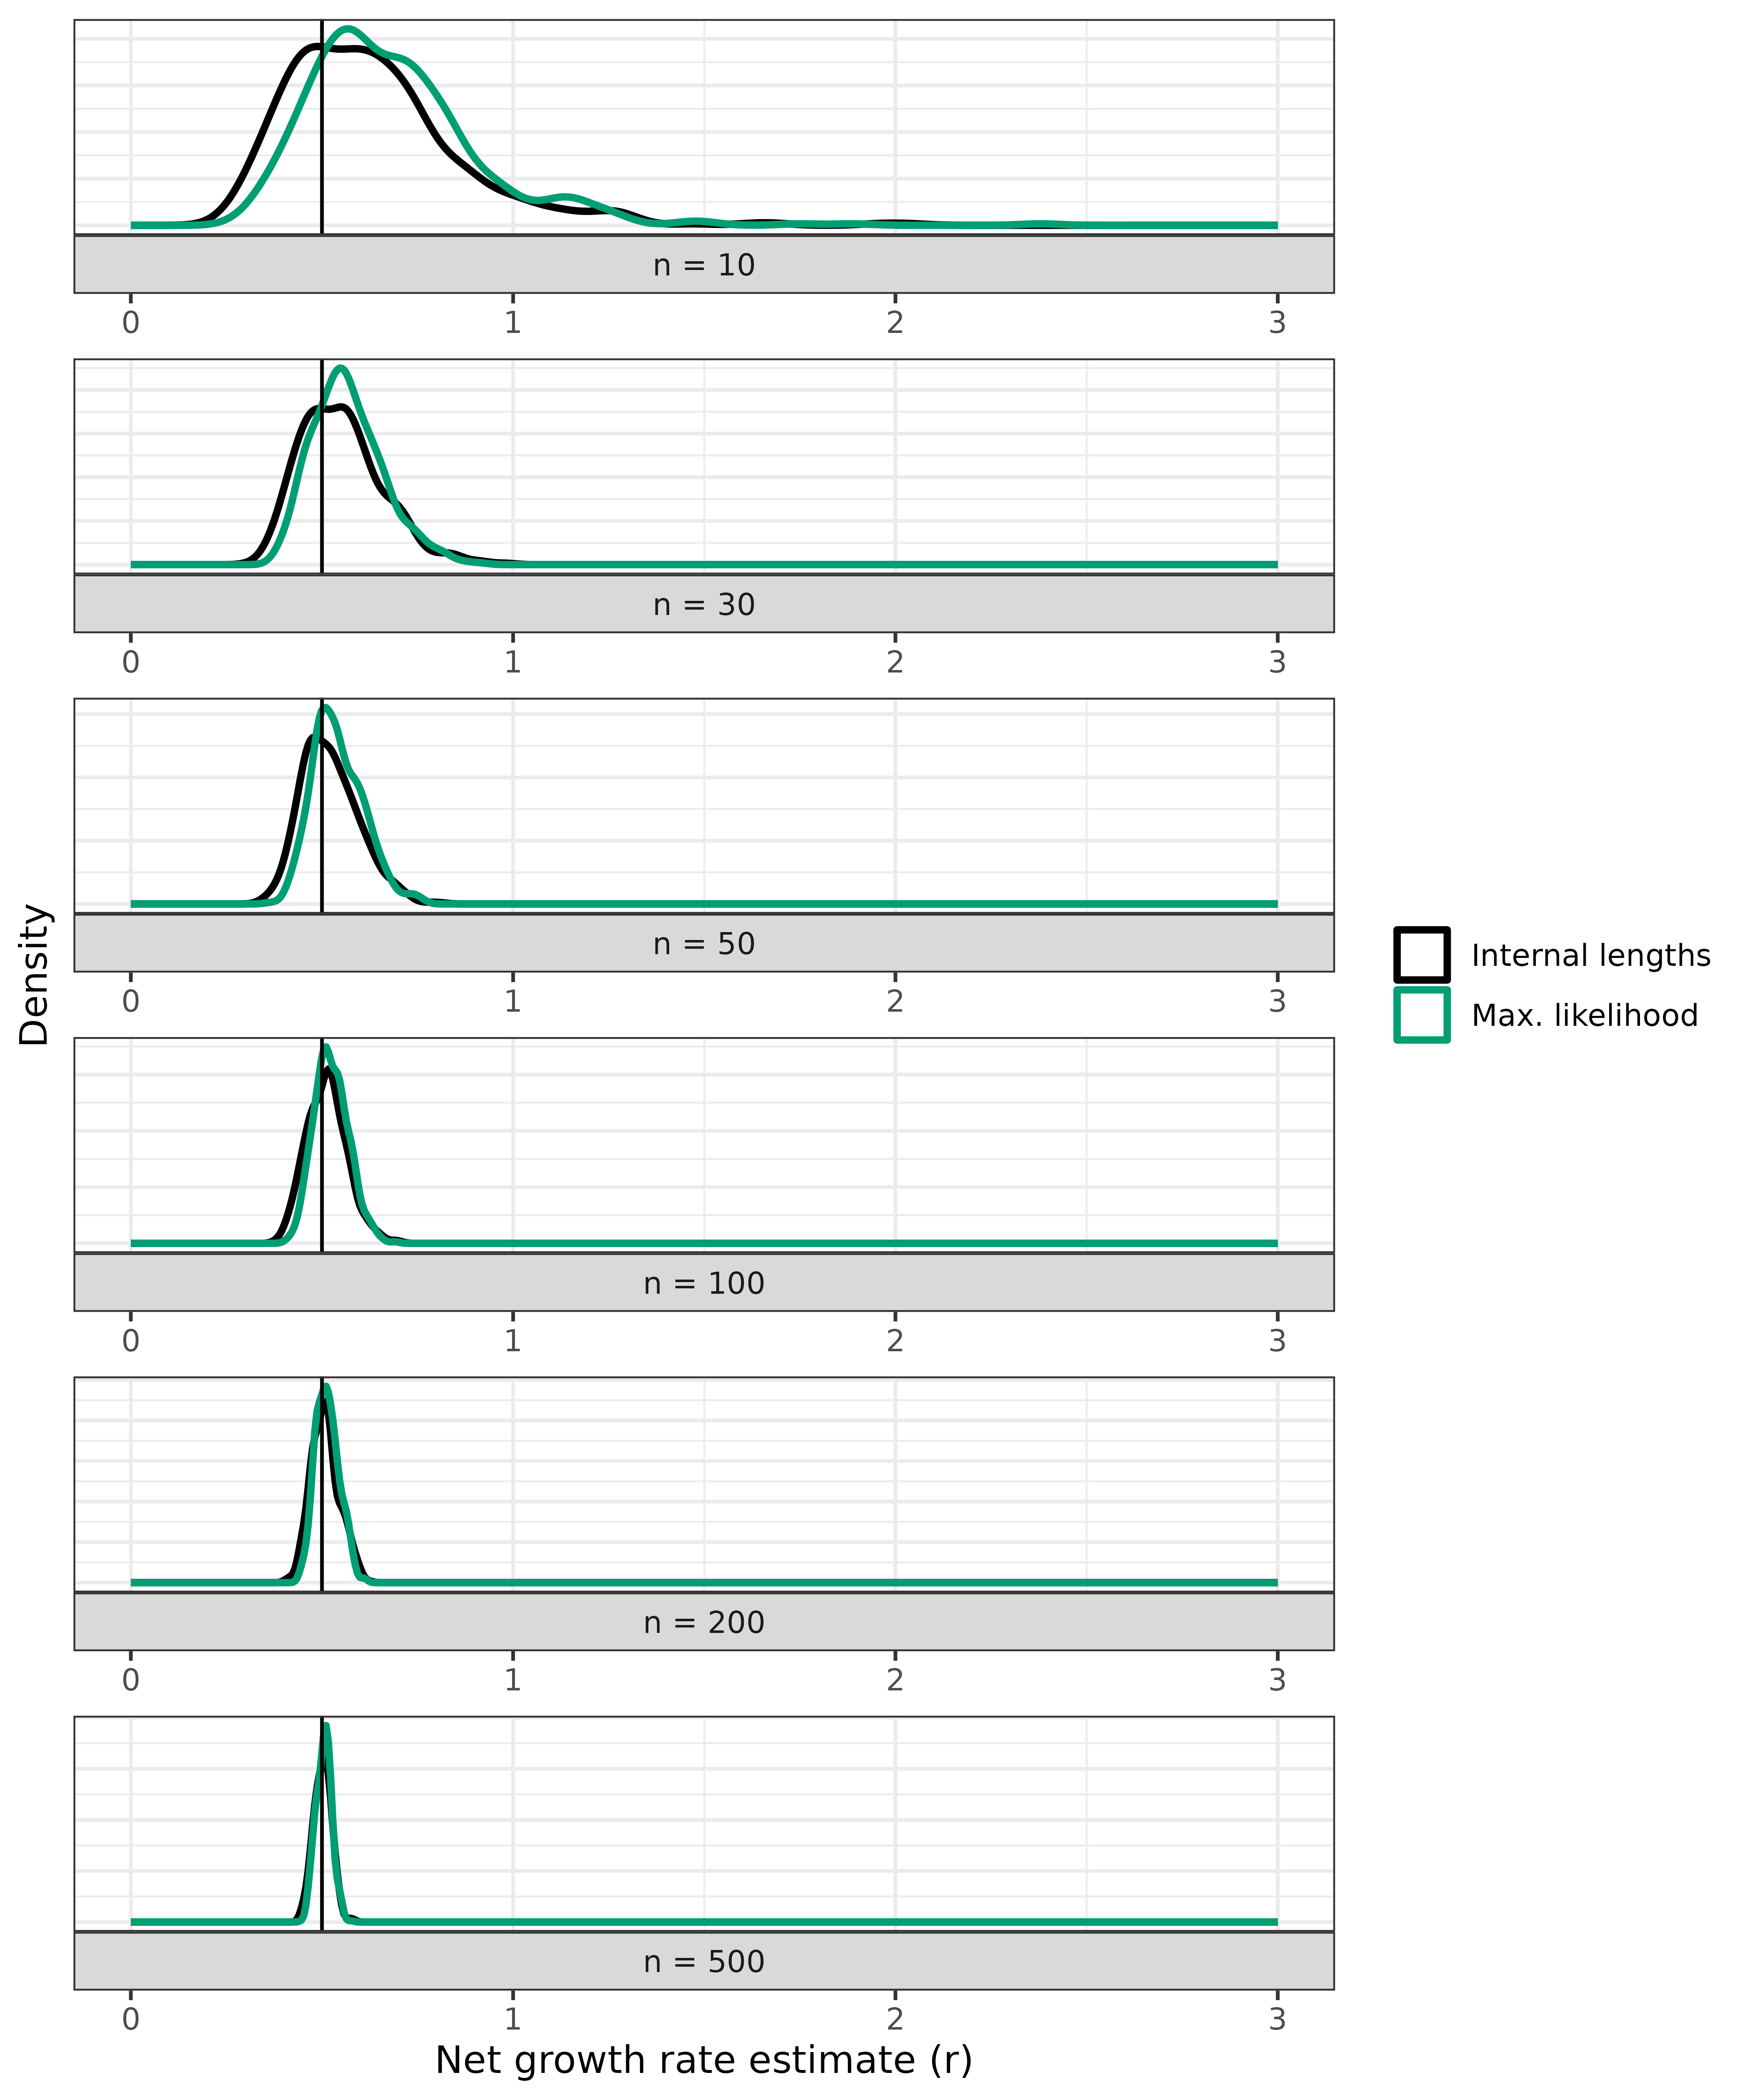 n = 10
0 1 2 3
n = 30
0 1 2 3
n = 50
0 1 2 3
n = 100
0 1 2 3
n = 200
0 1 2 3
n = 500
0 1 2 3
Net growth rate estimate (r)
Density
Internal lengths
Max. likelihood